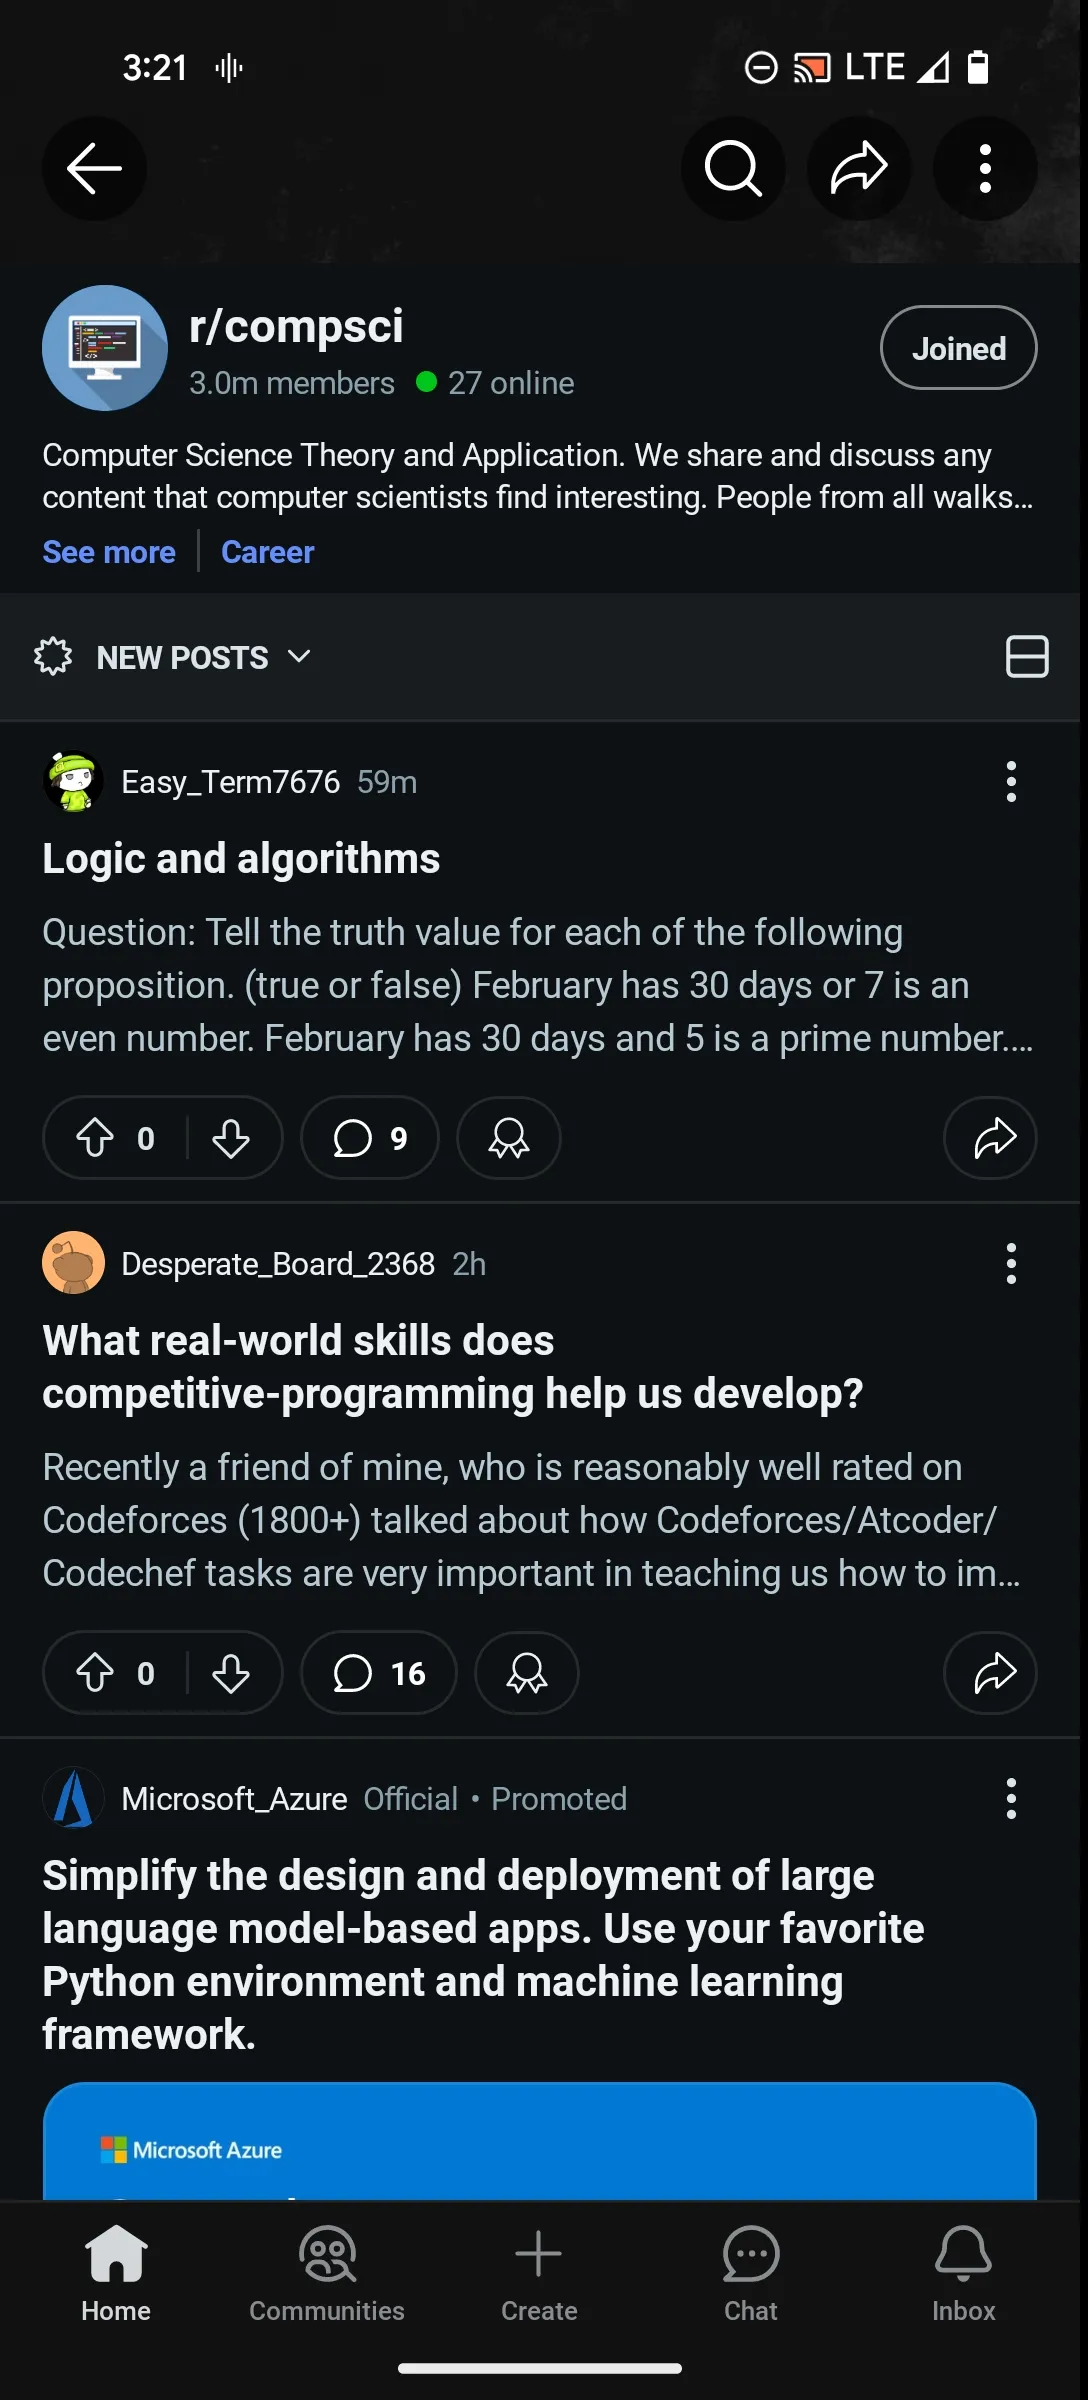 3:21
LTE
r/compsci
3.0m members 27 online
Joined
Computer Science Theory and Application. We share and discuss any
content that computer scientists find interesting. People from all walks...
See more Career
NEW POSTS
Easy_Term7676 59m
Logic and algorithms
Question: Tell the truth value for each of the following
proposition. (true or false) February has 30 days or 7 is an
even number. February has 30 days and 5 is a prime number....
0 9
Desperate_Board_2368 2h
What real-world skills does
competitive-programming help us develop?
Recently a friend of mine, who is reasonably well rated on
Codeforces (1800+) talked about how Codeforces/Atcoder/
Codechef tasks are very important in teaching us how to im...
0 16
Microsoft_Azure Official • Promoted
Simplify the design and deployment of large
language model-based apps. Use your favorite
Python environment and machine learning
framework.
Microsoft Azure
Home Communities Create Chat Inbox